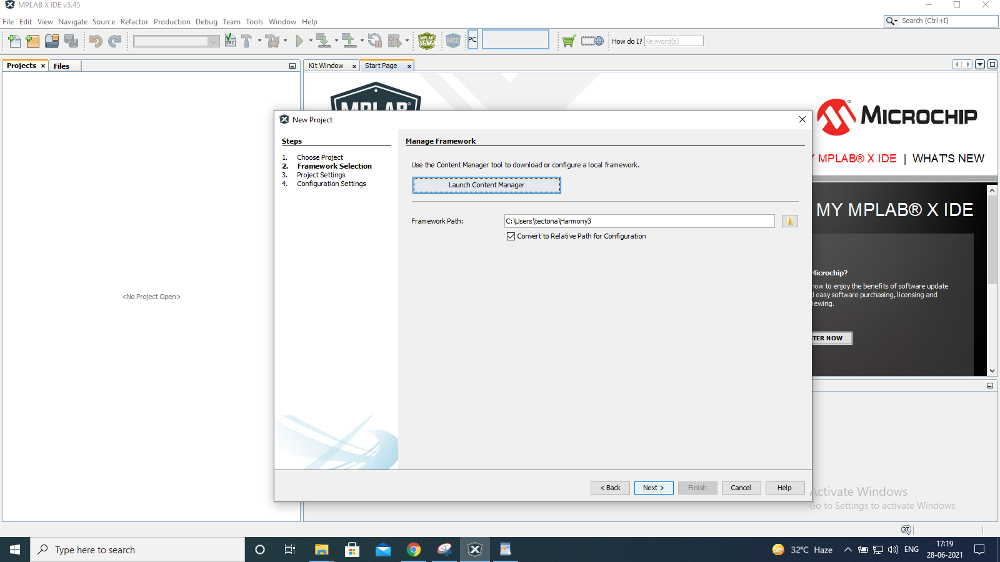 MPLAB X IDE v5.45
File Edit View Navigate Source Refactor Production Debug Team Tools Window Help
Search (Ctrl+I)
SRC
MPLAB
DATA
MCC
PC
How do I? Keyword(s)
Projects
Files
Kit Window
Start Page
MPLAB®
MICROCHIP
MPLAB® X IDE | WHAT'S NEW
MY MPLAB® X IDE
Microchip?
now to enjoy the benefits of software update
easy software purchasing, licensing and
iewing.
TER NOW
<No Project Open>
New Project
Steps
1. Choose Project
2. Framework Selection
3. Project Settings
4. Configuration Settings
Manage Framework
Use the Content Manager tool to download or configure a local framework.
Launch Content Manager
Framework Path:
C:\Users\tectona\Harmony3
Convert to Relative Path for Configuration
< Back
Next >
Finish
Cancel
Help
Activate Windows
Go to Settings to activate Windows.
37
Type here to search
32°C Haze
ENG
17:19
28-06-2021